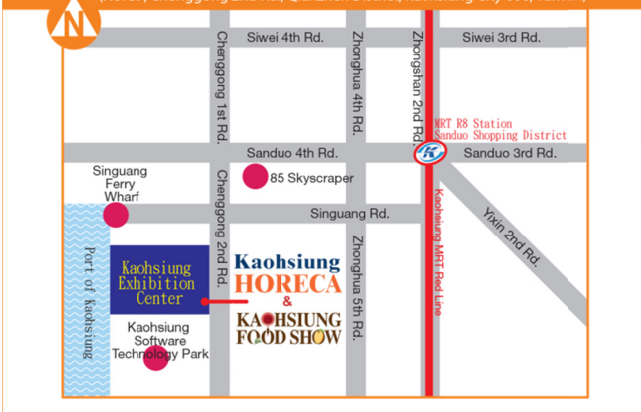 N
Siwei 4th Rd.
Siwei 3rd Rd.
Chenggong 1st Rd.
Zhonghua 4th Rd.
Zhongshan 2nd Rd.
MRT R8 Station
Sanduo Shopping District
Sanduo 4th Rd.
Sanduo 3rd Rd.
Singuang
Ferry
Wharf
85 Skyscraper
Chenggong 2nd Rd.
Singuang Rd.
Kaohsiung MRT Red Line
Yixin 2nd Rd.
Port of Kaohsiung
Kaohsiung
Exhibition
Center
Kaohsiung
HORECA
&
KAOHSIUNG
FOOD SHOW
Zhonghua 5th Rd.
Kaohsiung
Software
Technology Park